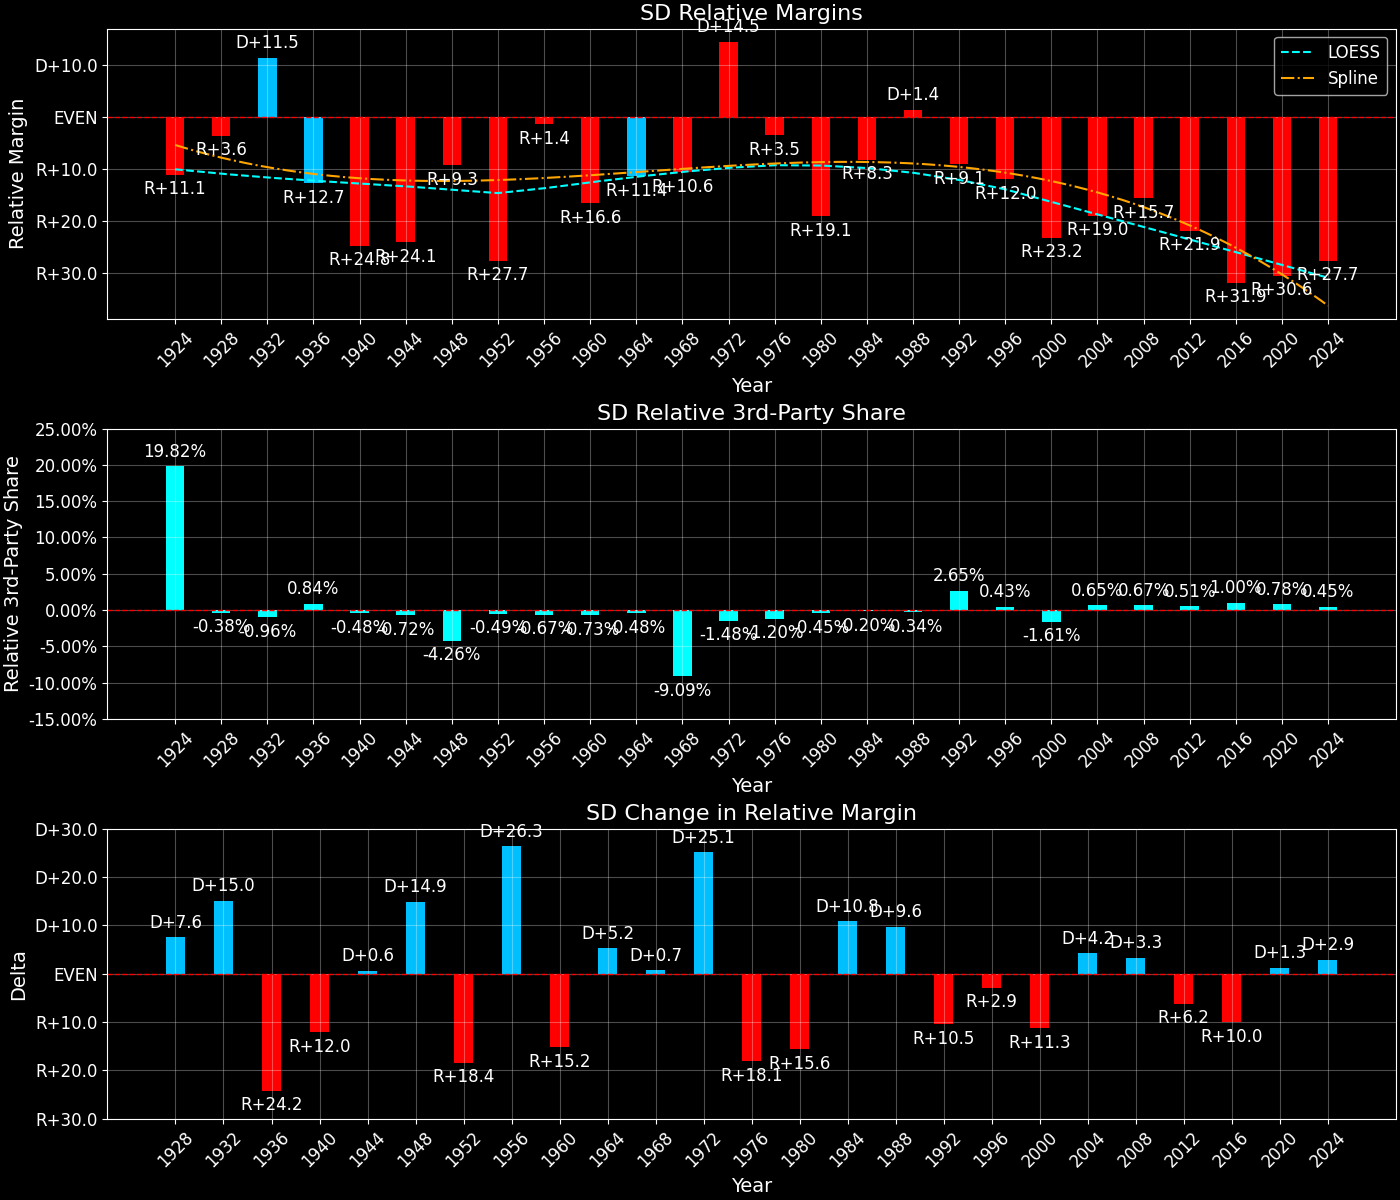 SD Relative Margins
D+14.5
D+11.5
D+1.4
LOESS
Spline
D+10.0
EVEN
R+10.0
R+20.0
R+30.0
Relative Margin
R+11.1
R+3.6
R+12.7
R+24.8
R+24.1
R+9.3
R+27.7
R+1.4
R+16.6
R+11.4
R+10.6
R+3.5
R+19.1
R+8.3
R+9.1
R+12.0
R+23.2
R+19.0
R+15.7
R+21.9
R+31.9
R+30.6
R+27.7
1924 1928 1932 1936 1940 1944 1948 1952 1956 1960 1964 1968 1972 1976 1980 1984 1988 1992 1996 2000 2004 2008 2012 2016 2020 2024
Year
SD Relative 3rd-Party Share
25.00%
20.00%
15.00%
10.00%
5.00%
0.00%
-5.00%
-10.00%
-15.00%
Relative 3rd-Party Share
19.82%
-0.38%
-0.96%
0.84%
-0.48%
-0.72%
-4.26%
-0.49%
-0.67%
-0.73%
-0.48%
-9.09%
-1.48%
-1.20%
-0.45%
-0.20%
-0.34%
2.65%
0.43%
-1.61%
0.65%
0.67%
0.51%
1.00%
0.78%
0.45%
1924 1928 1932 1936 1940 1944 1948 1952 1956 1960 1964 1968 1972 1976 1980 1984 1988 1992 1996 2000 2004 2008 2012 2016 2020 2024
Year
SD Change in Relative Margin
D+30.0
D+20.0
D+10.0
EVEN
R+10.0
R+20.0
R+30.0
Delta
D+7.6
D+15.0
R+24.2
R+12.0
D+0.6
D+14.9
R+18.4
D+26.3
R+15.2
D+5.2
D+0.7
D+25.1
R+18.1
R+15.6
D+10.8
D+9.6
R+10.5
R+2.9
R+11.3
D+4.2
D+3.3
R+6.2
R+10.0
D+1.3
D+2.9
1928 1932 1936 1940 1944 1948 1952 1956 1960 1964 1968 1972 1976 1980 1984 1988 1992 1996 2000 2004 2008 2012 2016 2020 2024
Year